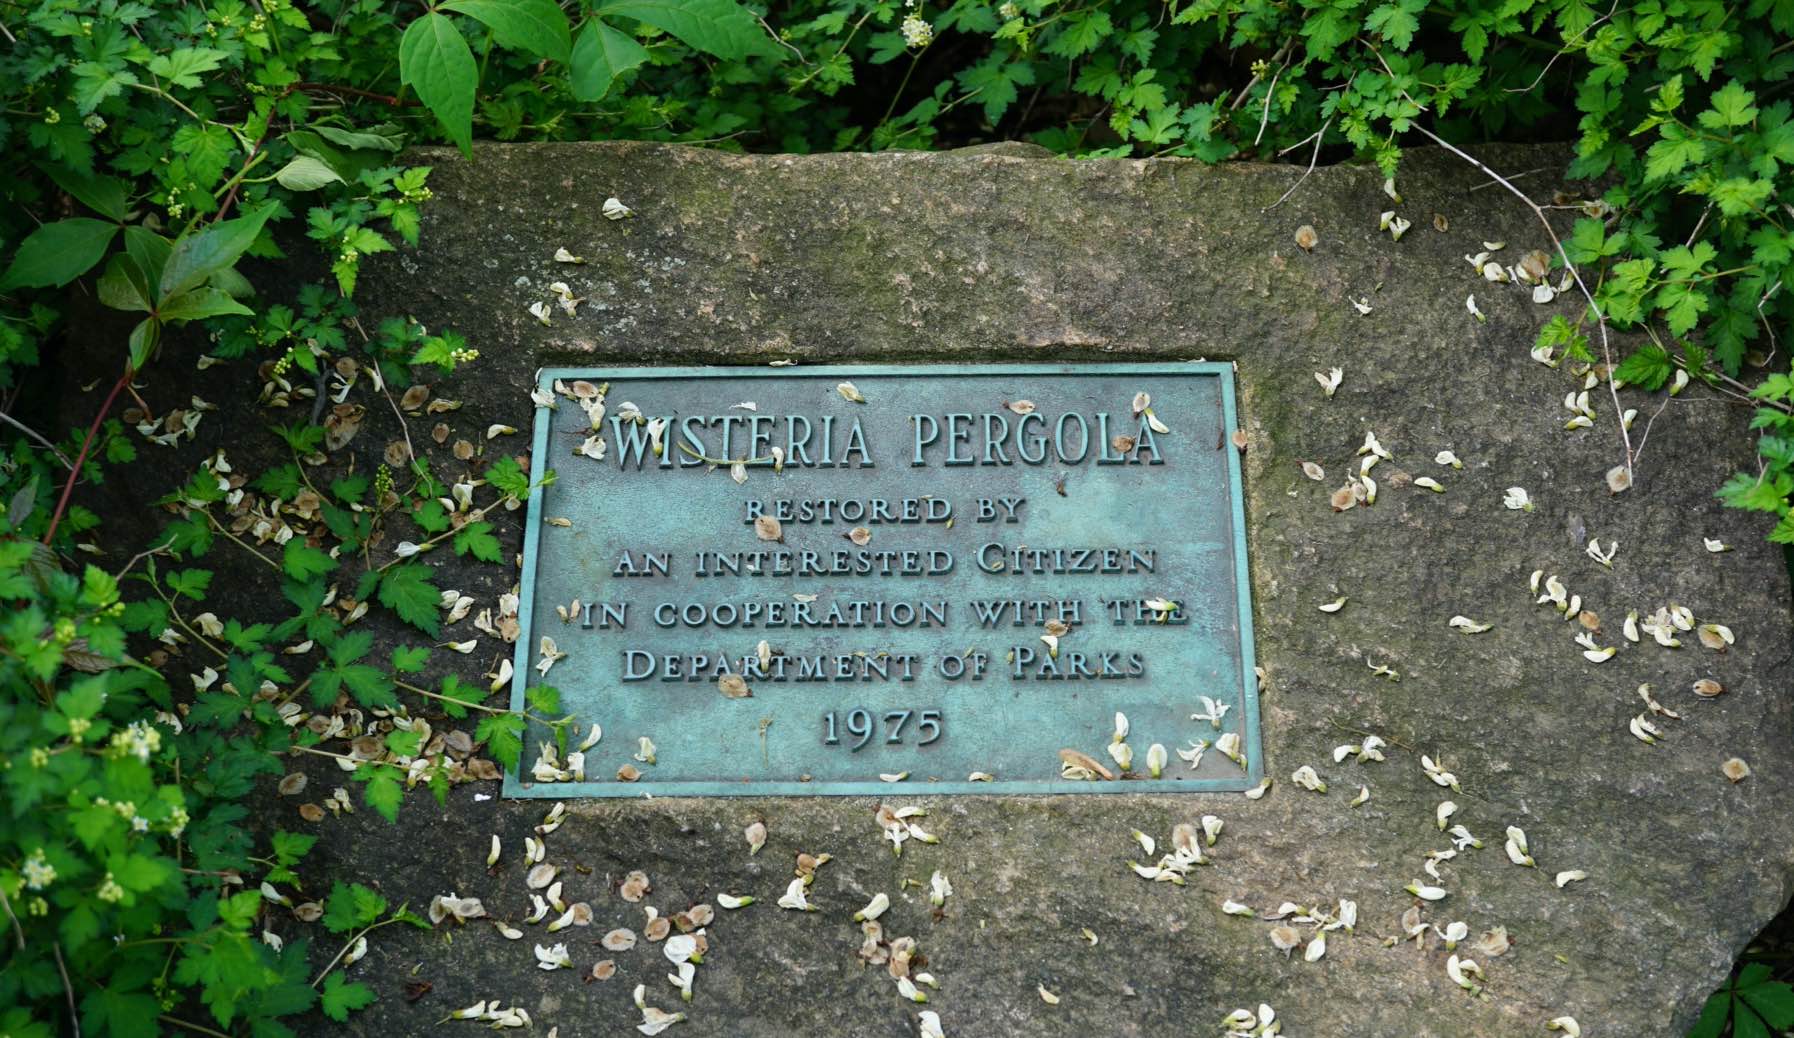 WISTERIA PERGOLA
RESTORED BY
AN INTERESTED CITIZEN
IN COOPERATION WITH THE
DEPARTMENT OF PARKS
1975